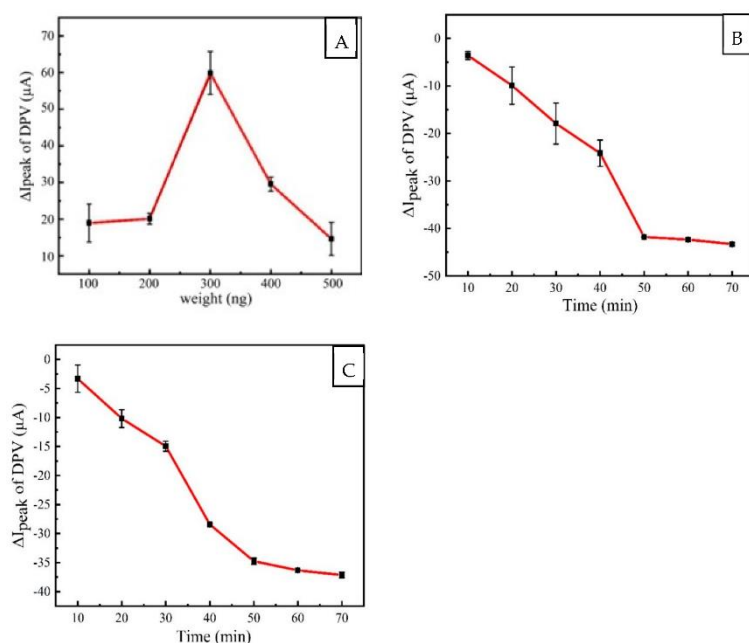 A
ΔIpeak of DPV (μA)
70
60
50
40
30
20
10
100 200 300 400 500
weight (ng)
B
ΔIpeak of DPV (μA)
0
-10
-20
-30
-40
-50
10 20 30 40 50 60 70
Time (min)
C
ΔIpeak of DPV (μA)
0
-5
-10
-15
-20
-25
-30
-35
-40
10 20 30 40 50 60 70
Time (min)